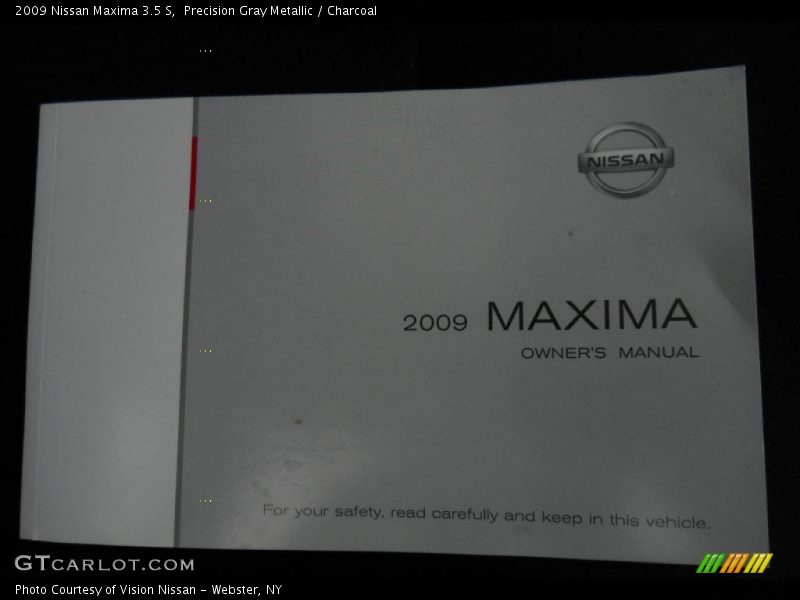 2009 Nissan Maxima 3.5 S,  Precision Gray Metallic / Charcoal
NISSAN
2009 MAXIMA
OWNER'S MANUAL
For your safety, read carefully and keep in this vehicle.
GTCARLOT.COM
Photo Courtesy of Vision Nissan - Webster, NY